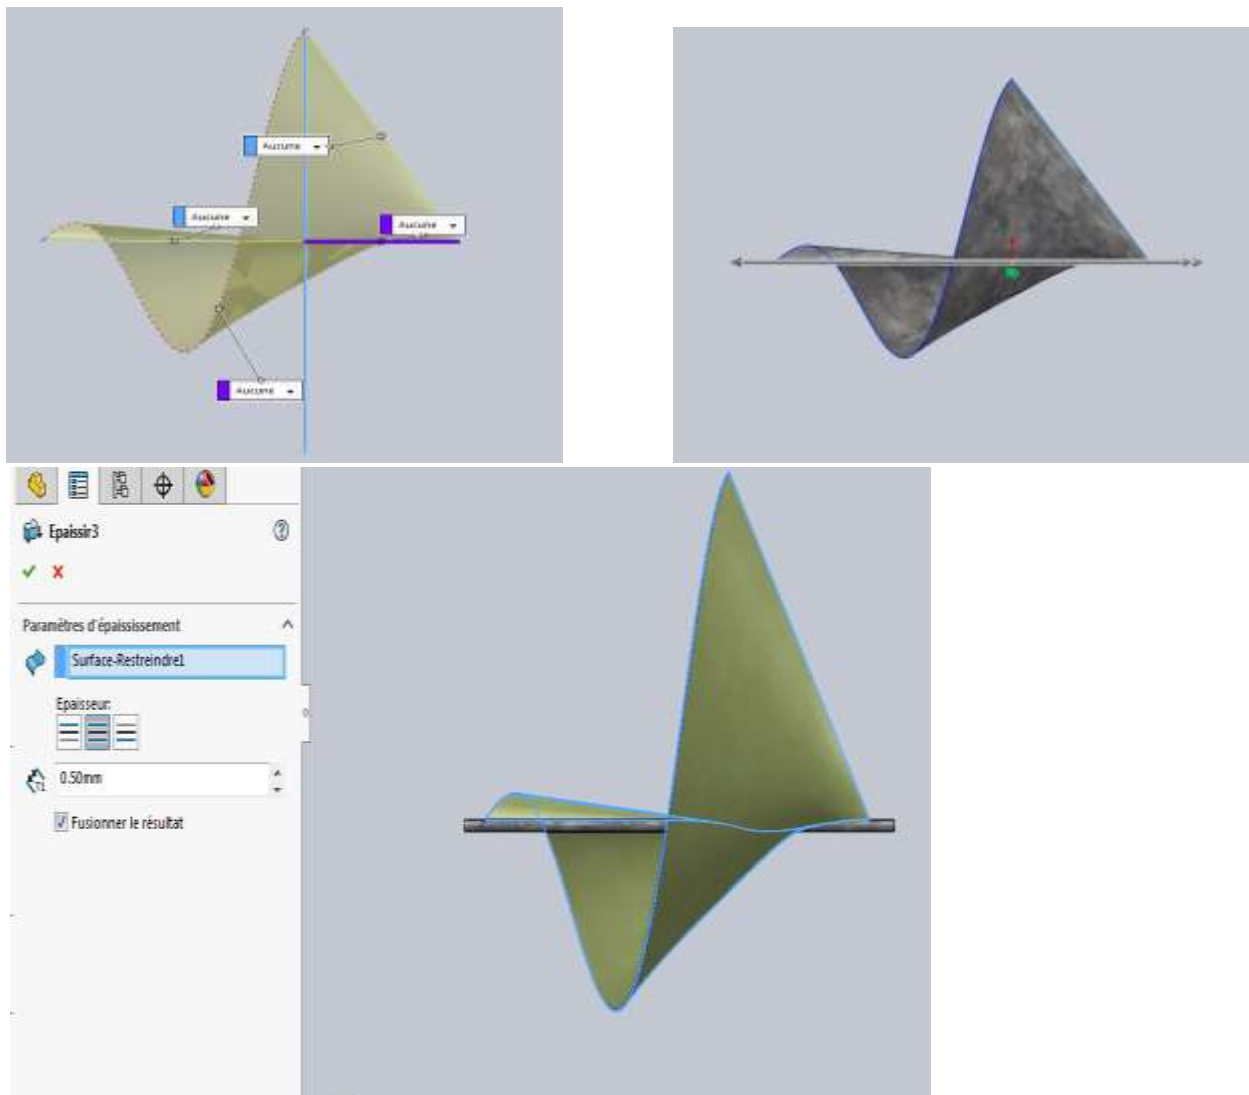 Aucune
Aucune
Aucune
Aucune
Epaissir3
Paramètres d'épaississement
Surface-Restreindre1
Epaisseur:
0.50mm
Fusionner le résultat